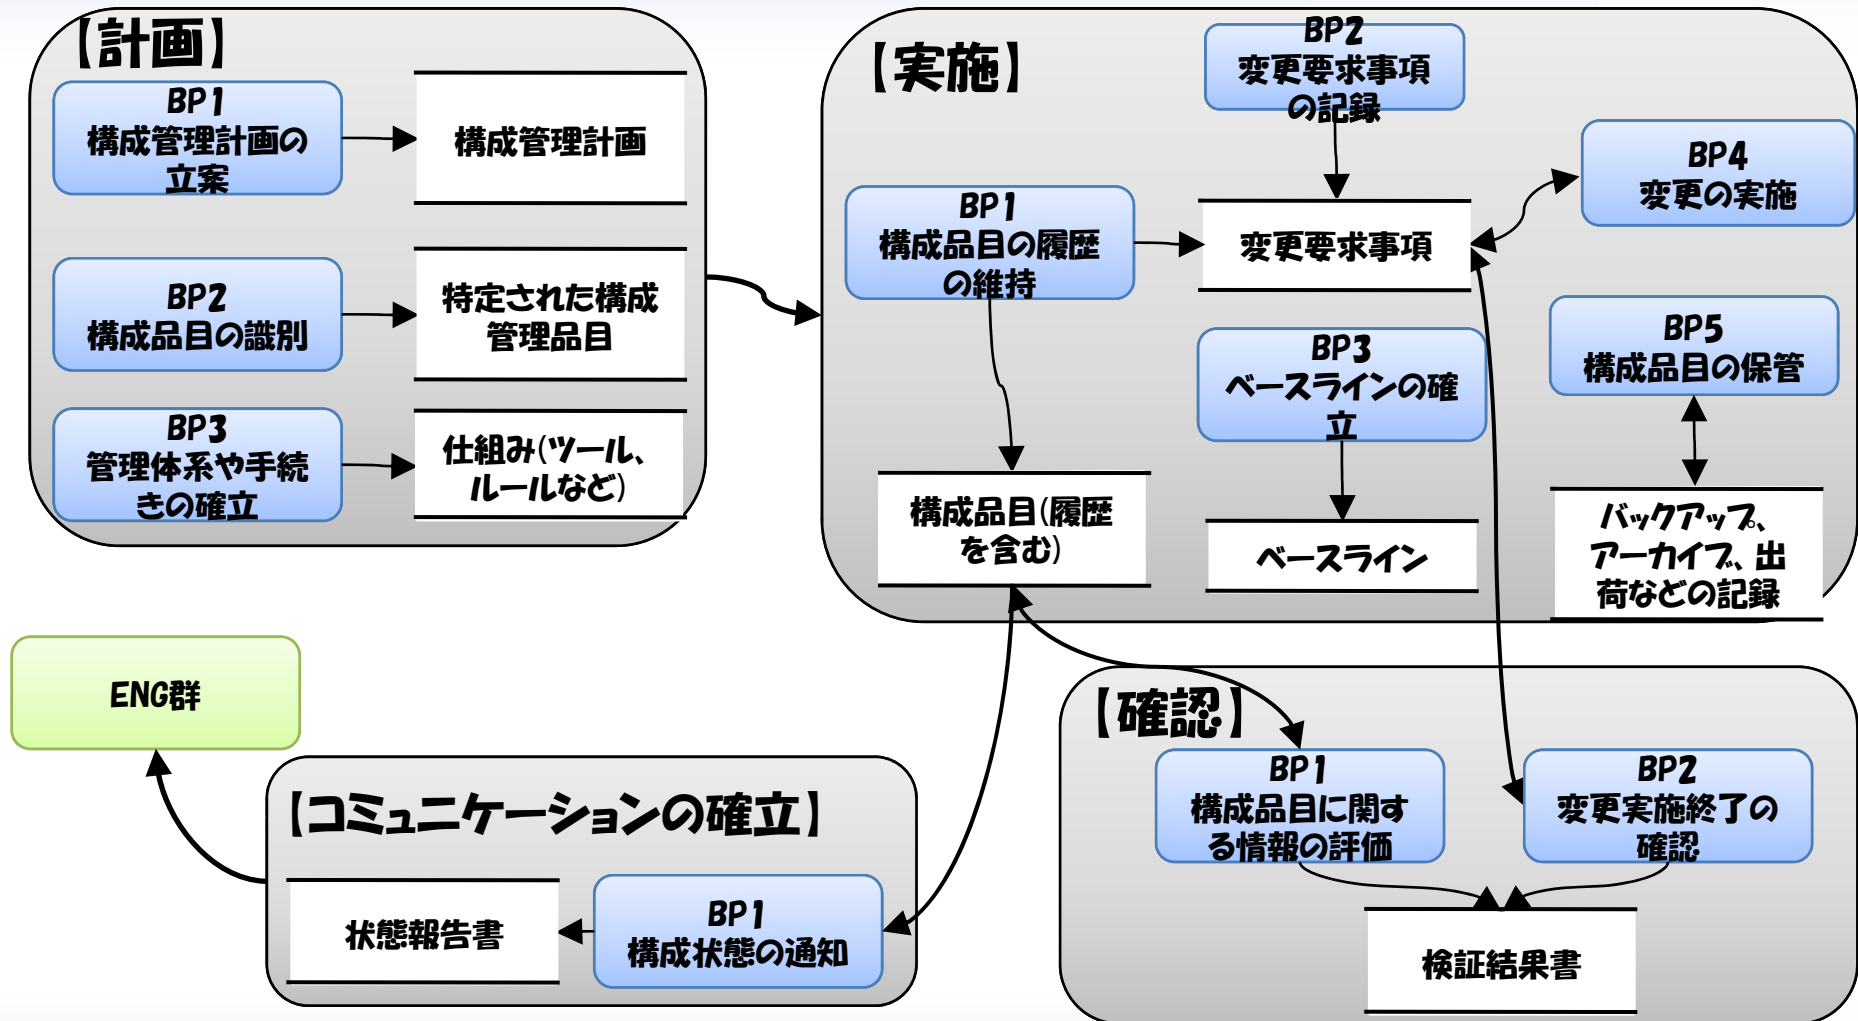 【計画】
BP1
構成管理計画の
立案
構成管理計画
BP2
構成品目の識別
特定された構成
管理品目
BP3
管理体系や手続
きの確立
仕組み(ツール、
ルールなど)
【実施】
BP2
変更要求事項
の記録
BP4
変更の実施
BP1
構成品目の履歴
の維持
変更要求事項
BP3
ベースラインの確
立
BP5
構成品目の保管
構成品目(履歴
を含む)
ベースライン
バックアップ、
アーカイブ、出
荷などの記録
ENG群
【コミュニケーションの確立】
状態報告書
BP1
構成状態の通知
【確認】
BP1
構成品目に関す
る情報の評価
BP2
変更実施終了の
確認
検証結果書